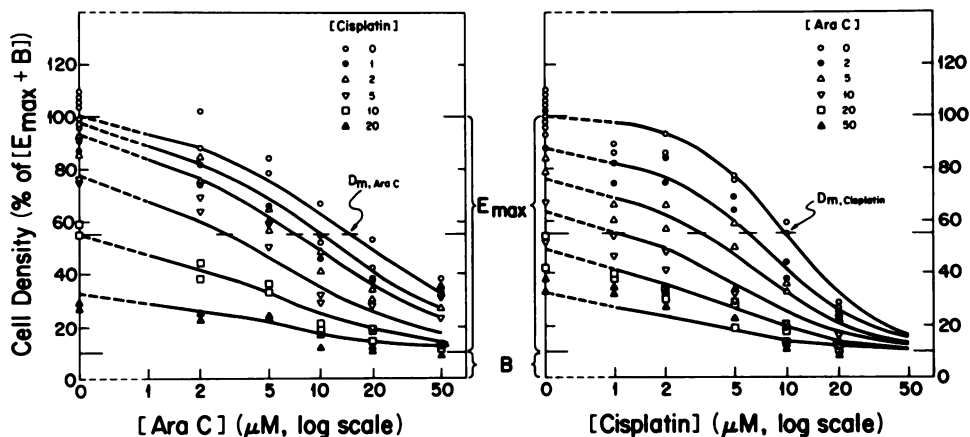 [Cisplatin]
0
1
2
5
10
20
[Ara C]
0
2
5
10
20
50
Cell Density (% of [Emax + B])
120
100
80
60
40
20
0
120
100
80
60
40
20
0
Dm, Ara C
Dm, Cisplatin
Emax
B
0 1 2 5 10 20 50
0 1 2 5 10 20 50
[Ara C] (μM, log scale)
[Cisplatin] (μM, log scale)